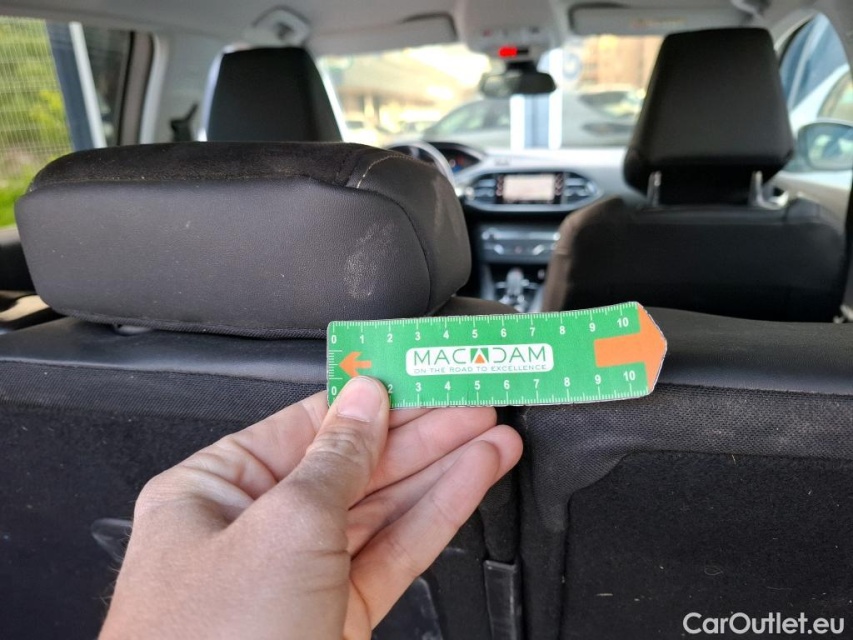 0 1 2 3 4 5 6 7 8 9 10
MACADAM
ON THE ROAD TO EXCELLENCE
0 2 3 4 5 6 7 8 9 10
CarOutlet.eu